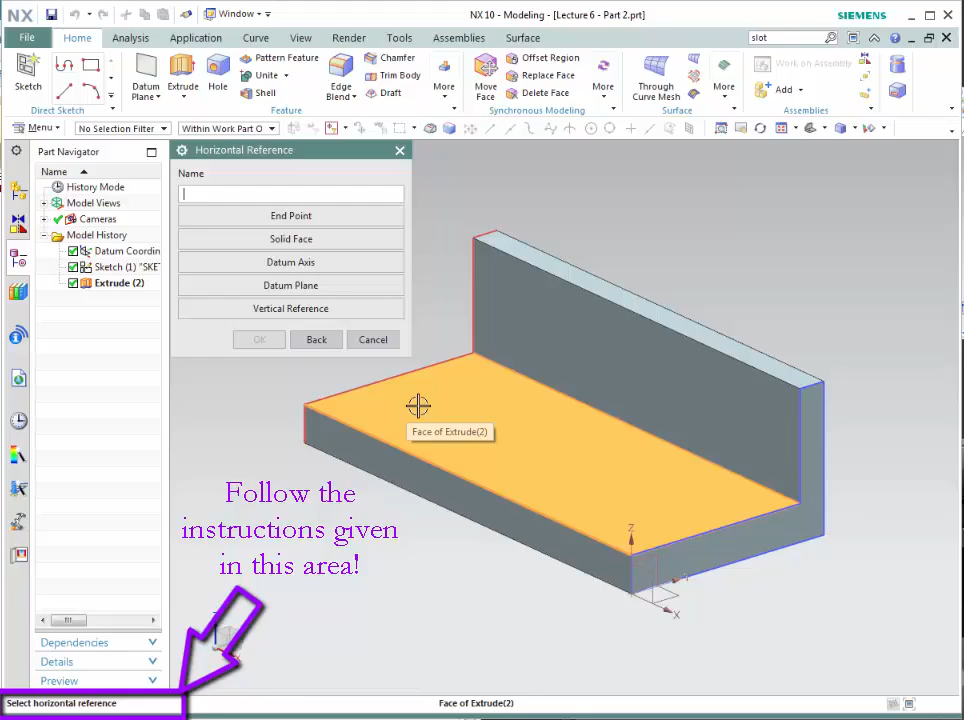 NX
Window
NX 10 - Modeling - [Lecture 6 - Part 2.prt]
SIEMENS
File
Home
Analysis
Application
Curve
View
Render
Tools
Assemblies
Surface
slot
Sketch
Direct Sketch
Datum
Plane
Extrude
Hole
Pattern Feature
Unite
Shell
Edge
Blend
Chamfer
Trim Body
Draft
More
Feature
Move
Face
Offset Region
Replace Face
Delete Face
More
Synchronous Modeling
Through
Curve Mesh
More
Surface
Work on Assembly
Add
Assemblies
Menu
No Selection Filter
Within Work Part O
Part Navigator
Name
History Mode
Model Views
Cameras
Model History
Datum Coordin
Sketch (1) "SKET
Extrude (2)
Dependencies
Details
Preview
Horizontal Reference
Name
End Point
Solid Face
Datum Axis
Datum Plane
Vertical Reference
OK
Back
Cancel
Face of Extrude(2)
Z
X
Follow the
instructions given
in this area!
Select horizontal reference
Face of Extrude(2)